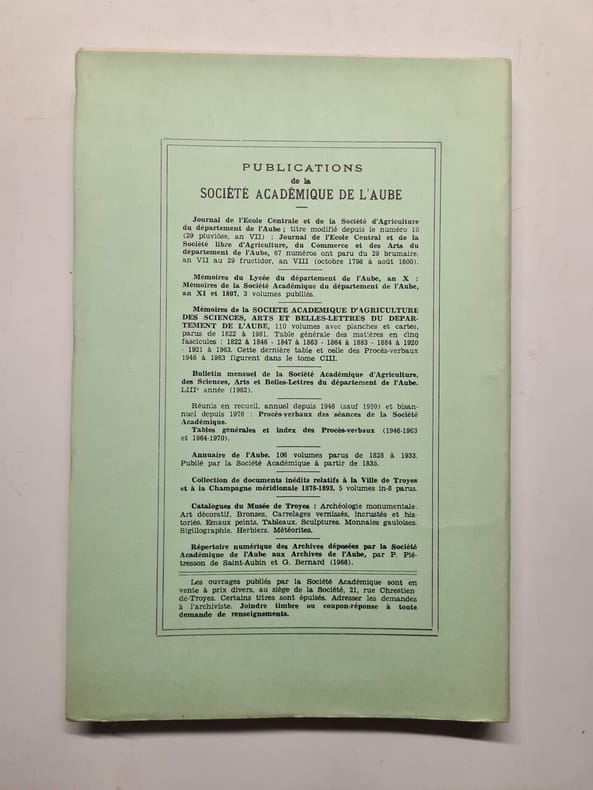 PUBLICATIONS
de la
SOCIÉTÉ ACADÉMIQUE DE L'AUBE
Journal de l'Ecole Centrale et de la Société d'Agriculture
du département de l'Aube ; titre modifié depuis le numéro 10
(29 pluviôse, an VII) : Journal de l'Ecole Central et de la
Société libre d'Agriculture, du Commerce et des Arts du
département de l'Aube, 67 numéros ont paru du 29 brumaire.
an VII au 29 fructidor, an VIII (octobre 1798 à août 1800).
Mémoires du Lycée du département de l'Aube, an X :
Mémoires de la Société Académique du département de l'Aube,
an XI et 1807, 3 volumes publiés.
Mémoires de la SOCIETE ACADEMIQUE D'AGRICULTURE
DES SCIENCES, ARTS ET BELLES-LETTRES DU DEPAR-
TEMENT DE L'AUBE, 110 volumes avec planches et cartes,
parus de 1822 à 1981. Table générale des matières en cinq
fascicules : 1822 à 1846 - 1847 à 1863 - 1864 à 1883 - 1884 à 1920
- 1921 à 1963. Cette dernière table et celle des Procès-verbaux
1946 à 1963 figurent dans le tome CIII.
Bulletin mensuel de la Société Académique d'Agriculture,
des Sciences, Arts et Belles-Lettres du département de l'Aube.
LIIIe année (1982).
Réunis en recueil, annuel depuis 1946 (sauf 1959) et bisan-
nuel depuis 1976 : Procès-verbaux des séances de la Société
Académique.
Tables générales et index des Procès-verbaux (1946-1963
et 1964-1970).
Annuaire de l'Aube, 106 volumes parus de 1826 à 1933.
Publié par la Société Académique à partir de 1835.
Collection de documents inédits relatifs à la Ville de Troyes
et à la Champagne méridionale 1878-1893, 5 volumes in-8 parus.
Catalogues du Musée de Troyes : Archéologie monumentale.
Art décoratif. Bronzes, Carrelages vernissés, incrustés et his-
toriés. Emaux peints. Tableaux. Sculptures. Monnaies gauloises.
Sigillographie. Herbiers. Météorites.
Répertoire numérique des Archives déposées par la Société
Académique de l'Aube aux Archives de l'Aube, par P. Pié-
tresson de Saint-Aubin et G. Bernard (1966).
Les ouvrages publiés par la Société Académique sont en
vente à prix divers, au siège de la Société, 21, rue Chrestien
de-Troyes. Certains titres sont épuisés. Adresser les demandes
à l'archiviste. Joindre timbre ou coupon-réponse à toute
demande de renseignements.